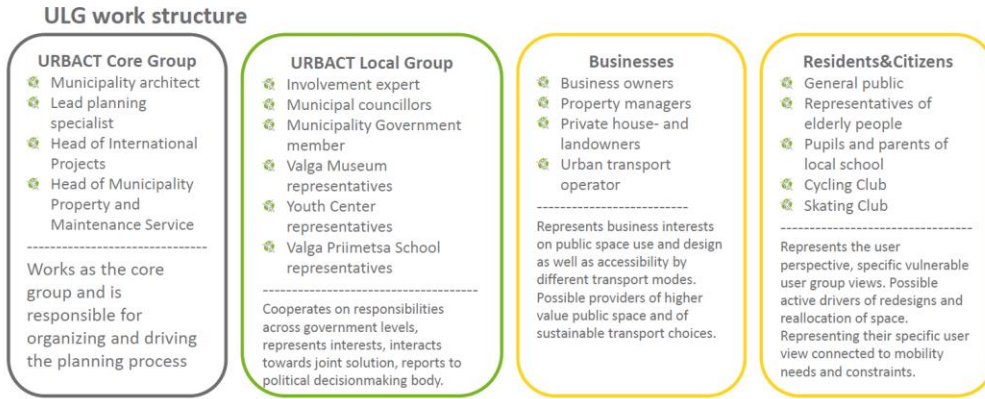 ULG work structure
URBACT Core Group
Municipality architect
Lead planning
specialist
Head of International
Projects
Head of Municipality
Property and
Maintenance Service
------------------------------
Works as the core
group and is
responsible for
organizing and driving
the planning process
URBACT Local Group
Involvement expert
Municipal councillors
Municipality Government
member
Valga Museum
representatives
Youth Center
representatives
Valga Priimetsa School
representatives
------------------------------------
Cooperates on responsibilities
across government levels,
represents interests, interacts
towards joint solution, reports to
political decisionmaking body.
Businesses
Business owners
Property managers
Private house- and
landowners
Urban transport
operator
-------------------------
Represents business interests
on public space use and design
as well as accessibility by
different transport modes.
Possible providers of higher
value public space and of
sustainable transport choices.
Residents&Citizens
General public
Representatives of
elderly people
Pupils and parents of
local school
Cycling Club
Skating Club
--------------------------------
Represents the user
perspective, specific vulnerable
user group views. Possible
active drivers of redesigns and
reallocation of space.
Representing their specific user
view connected to mobility
needs and constraints.